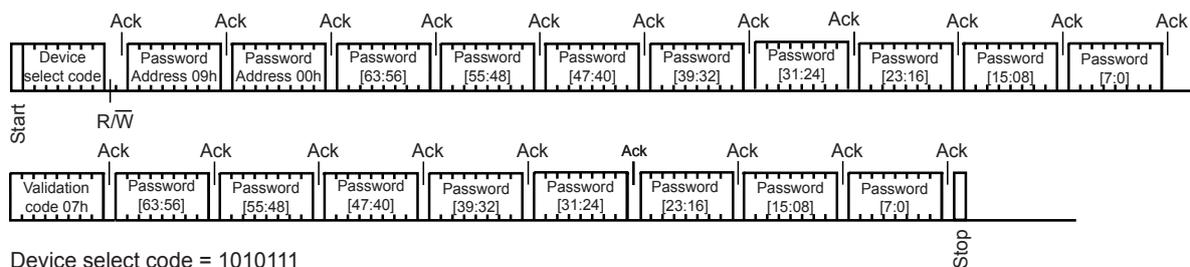 Ack Ack Ack Ack Ack Ack Ack Ack Ack Ack Ack
Device Password Password Password Password Password Password Password Password Password Password
select code Address 09h Address 00h [63:56] [55:48] [47:40] [39:32] [31:24] [23:16] [15:08] [7:0]
Start
R/W̅
Ack Ack Ack Ack Ack Ack Ack Ack Ack
Validation Password Password Password Password Password Password Password Password
code 07h [63:56] [55:48] [47:40] [39:32] [31:24] [23:16] [15:08] [7:0]
Stop
Device select code = 1010111